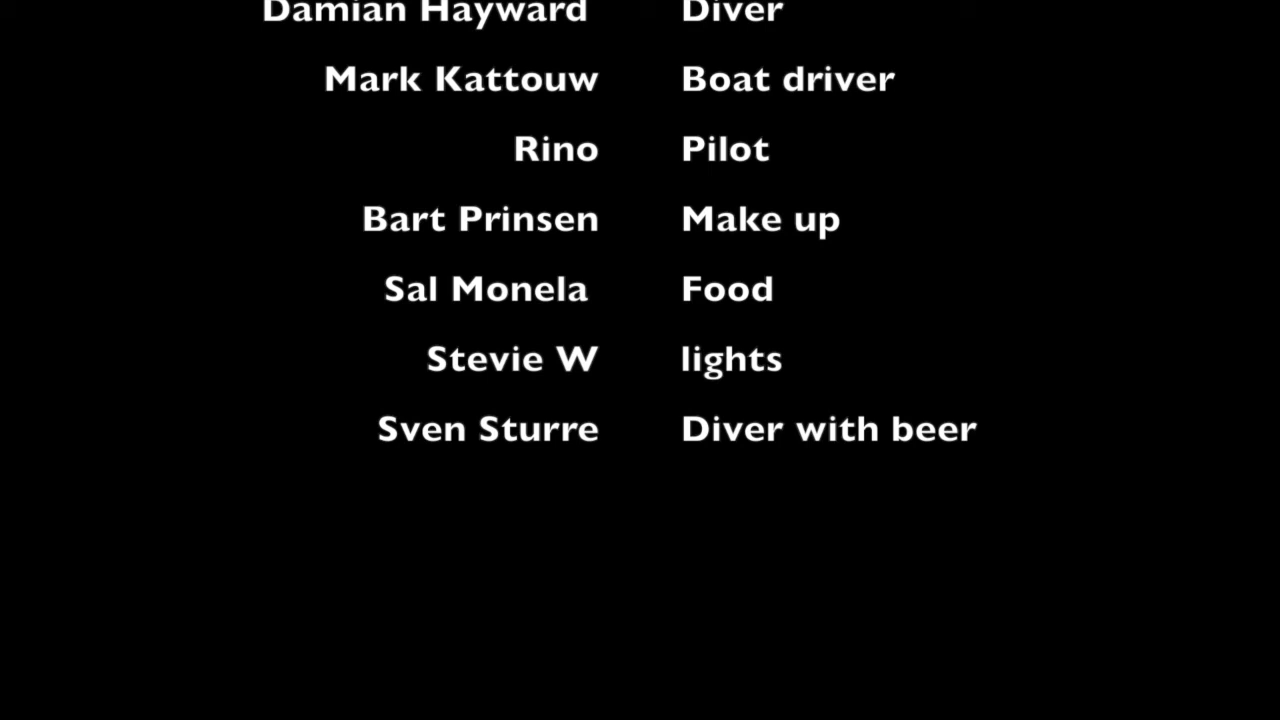 Damian Hayward Diver
Mark Kattouw Boat driver
Rino Pilot
Bart Prinsen Make up
Sal Monela Food
Stevie W lights
Sven Sturre Diver with beer